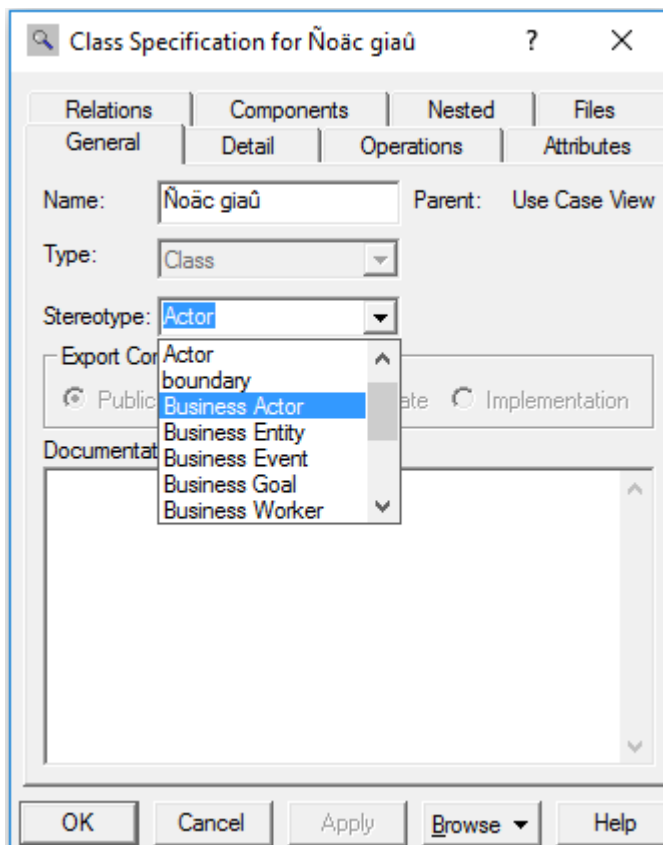 Class Specification for Ñoäc giaû ? ×
Relations Components Nested Files
General Detail Operations Attributes
Name: Ñoäc giaû Parent: Use Case View
Type: Class
Stereotype: Actor
Export Con
Actor
boundary
Public ate Implementation
Business Actor
Business Entity
Documentat
Business Event
Business Goal
Business Worker
OK Cancel Apply Browse Help